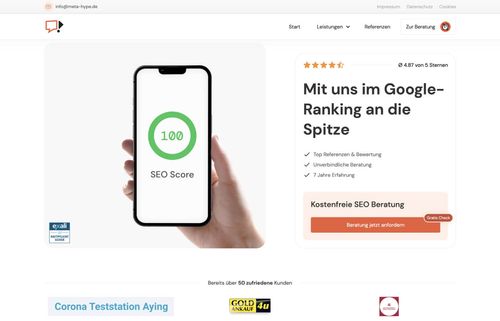 info@meta-hype.de
Impressum Datenschutz Cookies
Start Leistungen Referenzen Zur Beratung
Ø 4.87 von 5 Sternen
Mit uns im Google-
Ranking an die
Spitze
Top Referenzen & Bewertung
Unverbindliche Beratung
7 Jahre Erfahrung
100
SEO Score
Kostenfreie SEO Beratung
Gratis Check
Beratung jetzt anfordern
exali
Bereits über 50 zufriedene Kunden
Corona Teststation Aying
GOLD
ANKAUF
4u